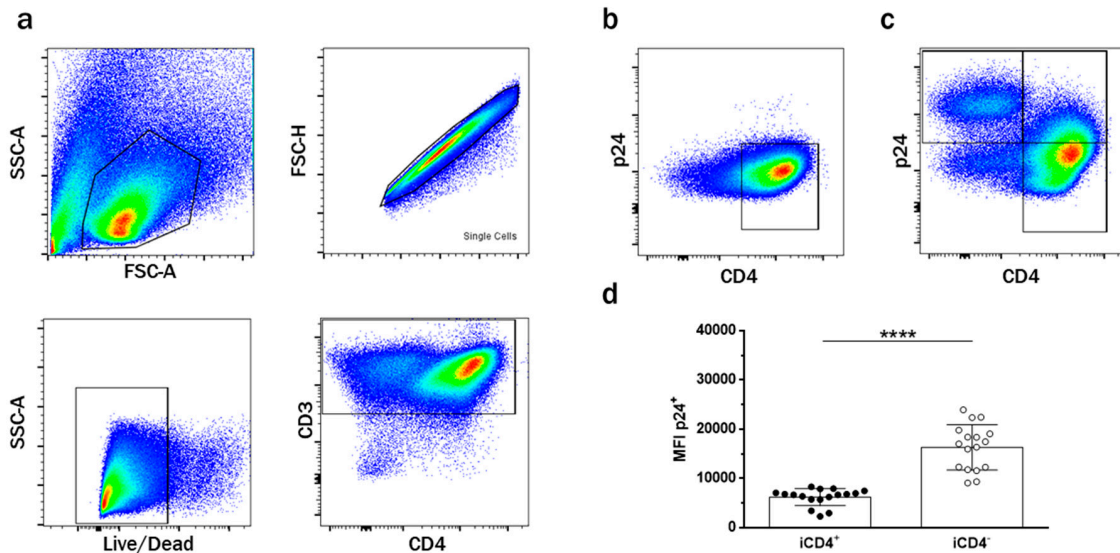 a
SSC-A
FSC-A
FSC-H
Single Cells
SSC-A
Live/Dead
CD3
CD4
b
p24
CD4
c
p24
CD4
d
MFI p24⁺
40000
30000
20000
10000
0
****
iCD4⁺
iCD4⁻